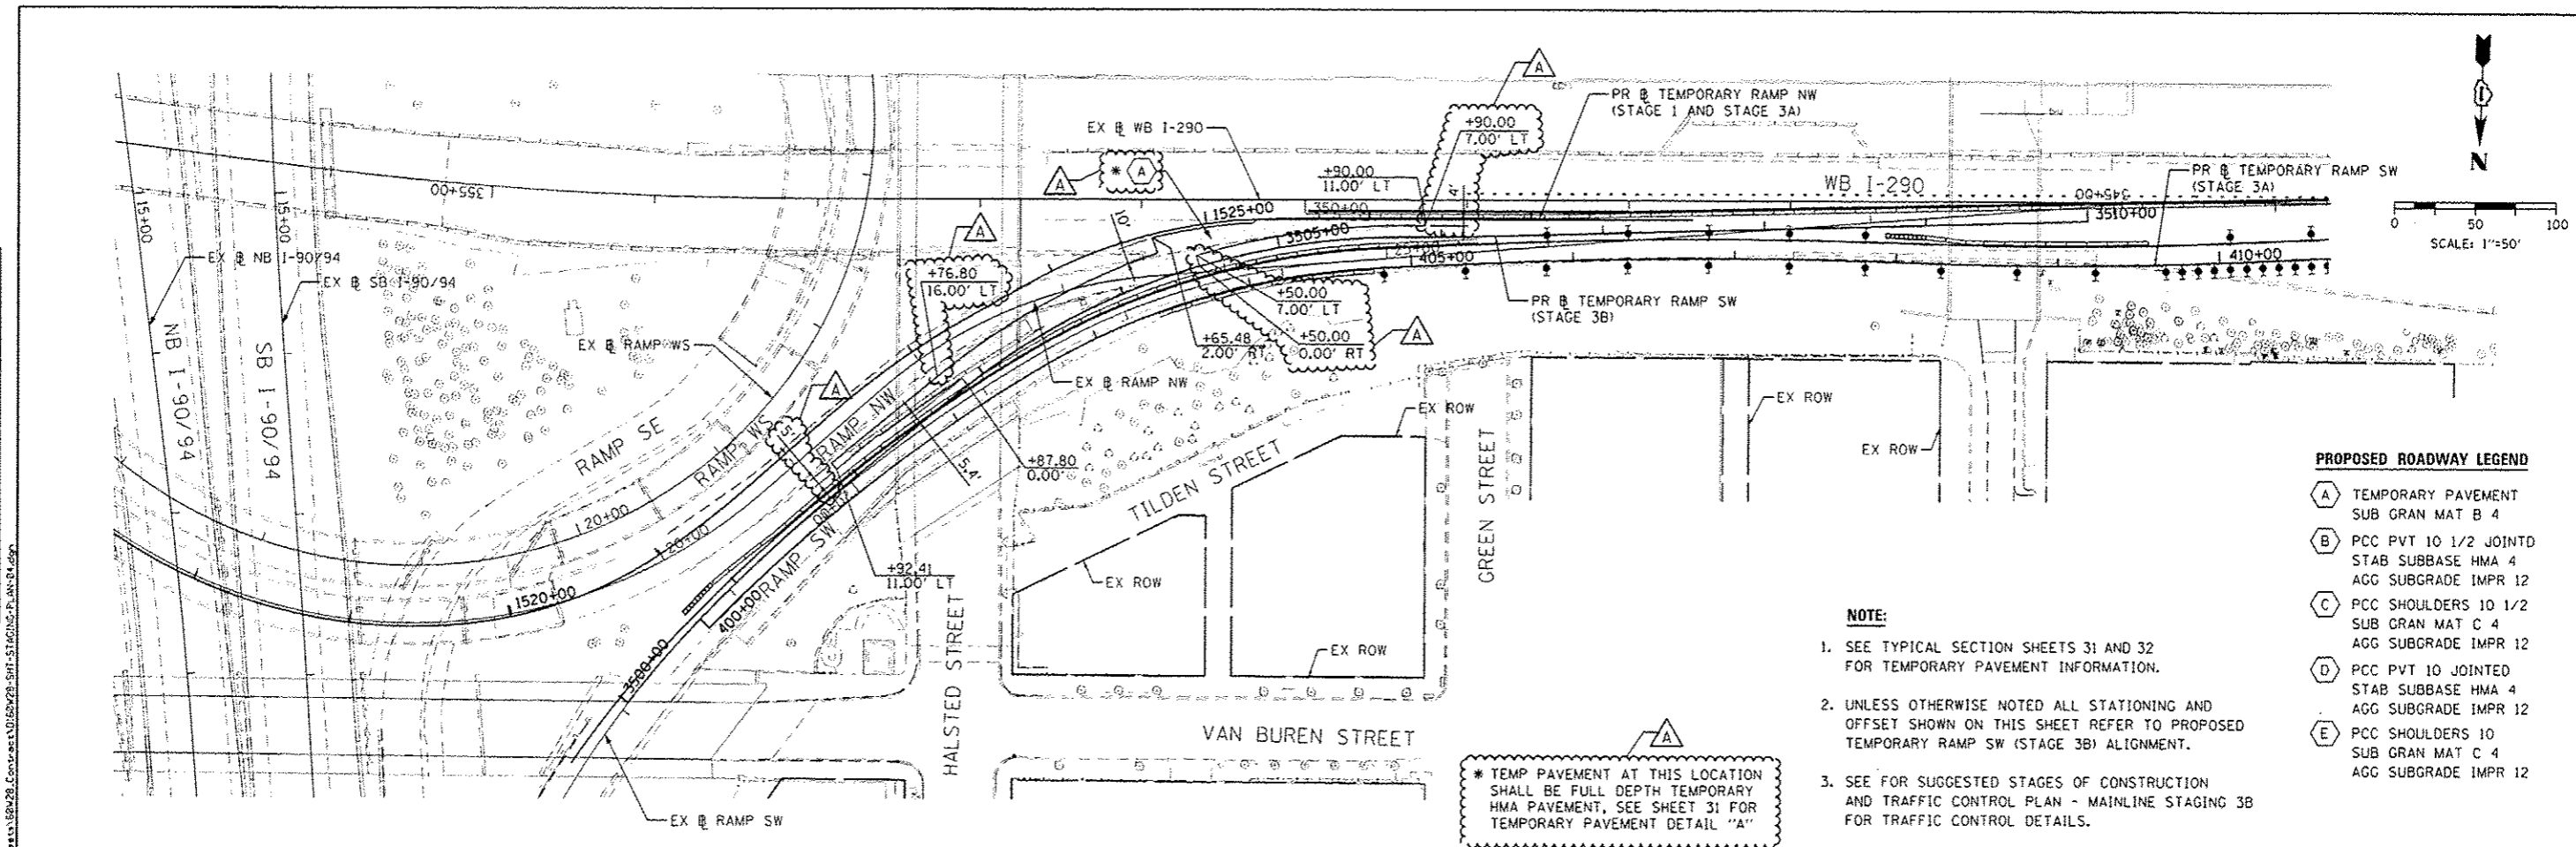 A
PR ⅊ TEMPORARY RAMP NW
(STAGE 1 AND STAGE 3A)
EX ⅊ WB I-290
+90.00
7.00' LT
N
* A
A
+90.00
11.00' LT
4'
WB I-290
PR ⅊ TEMPORARY RAMP SW
(STAGE 3A)
355+00
345+00
15+00
15+00
10'
1525+00
350+00
3510+00
0
50
100
SCALE: 1"=50'
A
3505+00
405+00
410+00
EX ⅊ NB I-90/94
EX ⅊ SB I-90/94
+76.80
16.00' LT
+50.00
7.00' LT
PR ⅊ TEMPORARY RAMP SW
(STAGE 3B)
NB I-90/94
SB I-90/94
EX ⅊ RAMP WS
+65.48
2.00' RT
+50.00
0.00' RT
A
A
EX ⅊ RAMP NW
EX ROW
EX ROW
EX ROW
RAMP SE
RAMP WS
RAMP NW
5'
5.4'
+87.80
0.00'
TILDEN STREET
GREEN STREET
120+00
120+00
1520+00
RAMP SW
+92.41
11.00' LT
EX ROW
400+00
3500+00
HALSTED STREET
EX ROW
VAN BUREN STREET
EX ⅊ RAMP SW
A
* TEMP PAVEMENT AT THIS LOCATION
SHALL BE FULL DEPTH TEMPORARY
HMA PAVEMENT, SEE SHEET 31 FOR
TEMPORARY PAVEMENT DETAIL "A"
NOTE:
1. SEE TYPICAL SECTION SHEETS 31 AND 32
FOR TEMPORARY PAVEMENT INFORMATION.
2. UNLESS OTHERWISE NOTED ALL STATIONING AND
OFFSET SHOWN ON THIS SHEET REFER TO PROPOSED
TEMPORARY RAMP SW (STAGE 3B) ALIGNMENT.
3. SEE FOR SUGGESTED STAGES OF CONSTRUCTION
AND TRAFFIC CONTROL PLAN - MAINLINE STAGING 3B
FOR TRAFFIC CONTROL DETAILS.
PROPOSED ROADWAY LEGEND
A TEMPORARY PAVEMENT
SUB GRAN MAT B 4
B PCC PVT 10 1/2 JOINTD
STAB SUBBASE HMA 4
AGG SUBGRADE IMPR 12
C PCC SHOULDERS 10 1/2
SUB GRAN MAT C 4
AGG SUBGRADE IMPR 12
D PCC PVT 10 JOINTED
STAB SUBBASE HMA 4
AGG SUBGRADE IMPR 12
E PCC SHOULDERS 10
SUB GRAN MAT C 4
AGG SUBGRADE IMPR 12